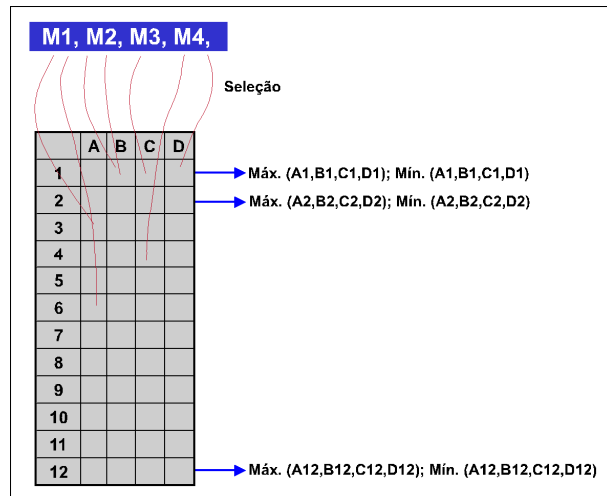 M1, M2, M3, M4,
Seleção
A B C D
1 Máx. (A1,B1,C1,D1); Mín. (A1,B1,C1,D1)
2 Máx. (A2,B2,C2,D2); Mín. (A2,B2,C2,D2)
3
4
5
6
7
8
9
10
11
12 Máx. (A12,B12,C12,D12); Mín. (A12,B12,C12,D12)